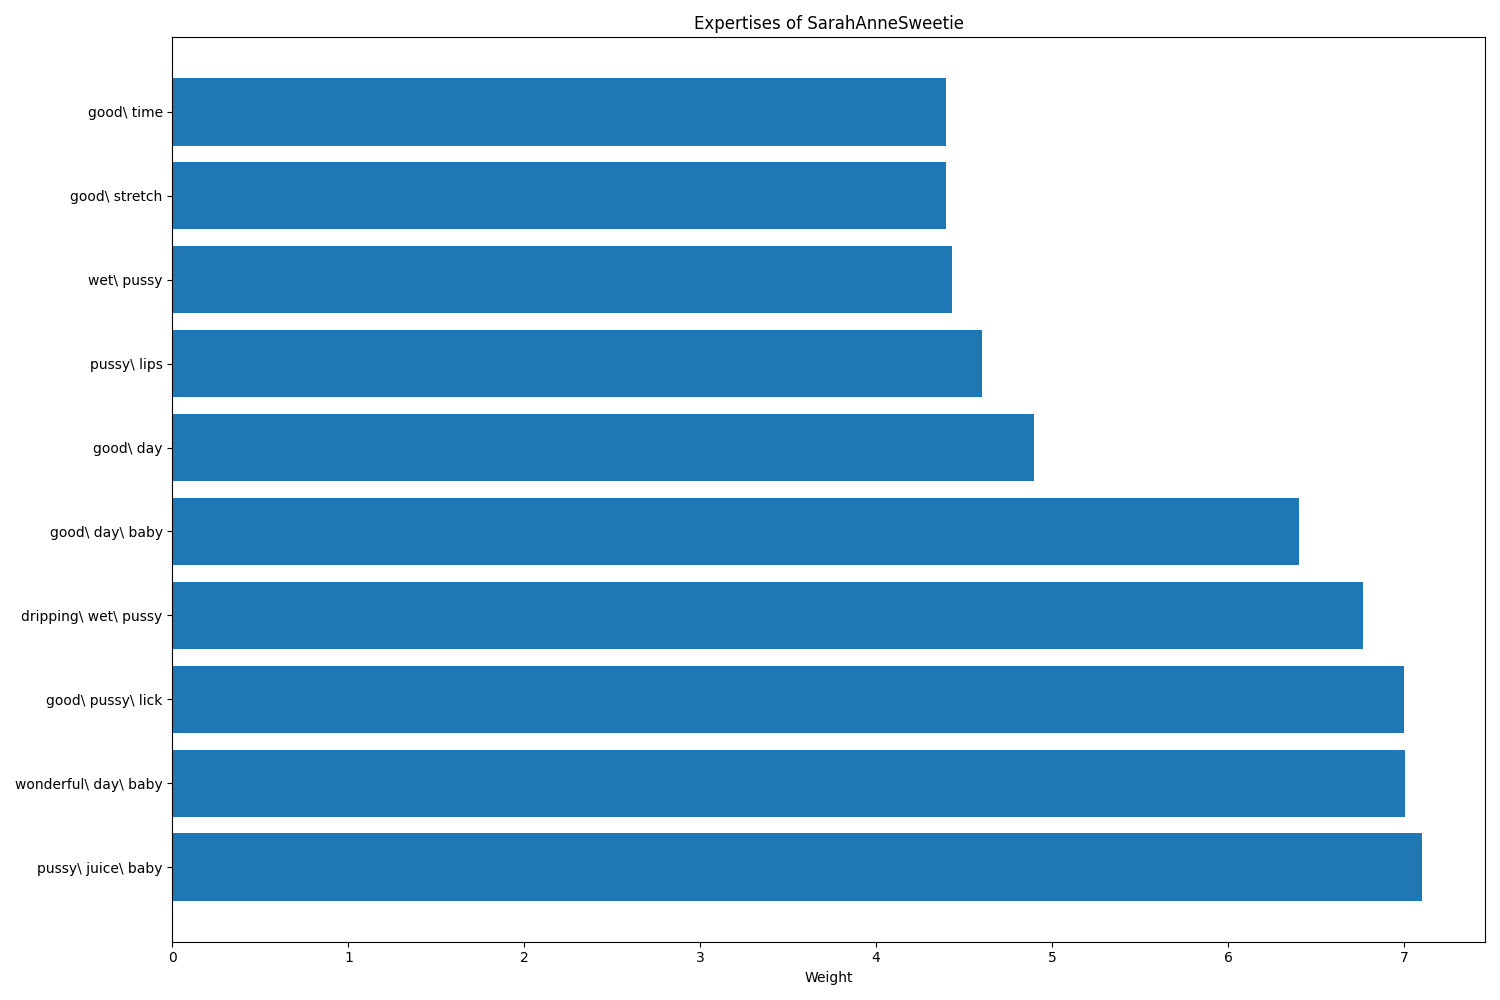 Expertises of SarahAnneSweetie
good\ time
good\ stretch
wet\ pussy
pussy\ lips
good\ day
good\ day\ baby
dripping\ wet\ pussy
good\ pussy\ lick
wonderful\ day\ baby
pussy\ juice\ baby
0 1 2 3 4 5 6 7
Weight